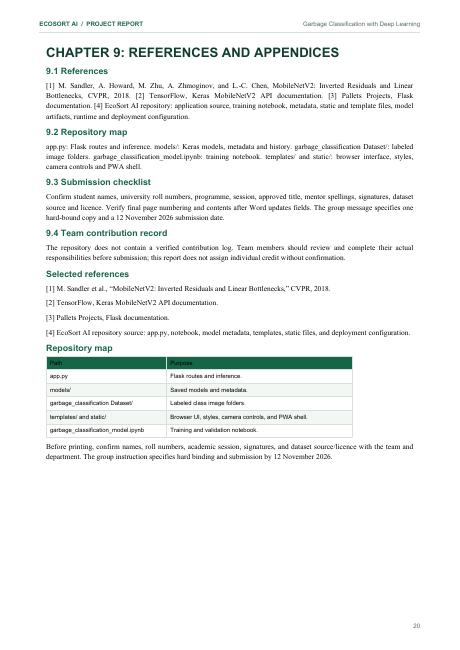 ECOSORT AI / PROJECT REPORT
Garbage Classification with Deep Learning
CHAPTER 9: REFERENCES AND APPENDICES
9.1 References
[1] M. Sandler, A. Howard, M. Zhu, A. Zhmoginov, and L.-C. Chen, MobileNetV2: Inverted Residuals and Linear
Bottlenecks, CVPR, 2018. [2] TensorFlow, Keras MobileNetV2 API documentation. [3] Pallets Projects, Flask
documentation. [4] EcoSort AI repository: application source, training notebook, metadata, static and template files, model
artifacts, runtime and deployment configuration.
9.2 Repository map
app.py: Flask routes and inference. models/: Keras models, metadata and history. garbage_classification Dataset/: labeled
image folders. garbage_classification_model.ipynb: training notebook. templates/ and static/: browser interface, styles,
camera controls and PWA shell.
9.3 Submission checklist
Confirm student names, university roll numbers, programme, session, approved title, mentor spellings, signatures, dataset
source and licence. Verify final page numbering and contents after Word updates fields. The group message specifies one
hard-bound copy and a 12 November 2026 submission date.
9.4 Team contribution record
The repository does not contain a verified contribution log. Team members should review and complete their actual
responsibilities before submission; this report does not assign individual credit without confirmation.
Selected references
[1] M. Sandler et al., “MobileNetV2: Inverted Residuals and Linear Bottlenecks,” CVPR, 2018.
[2] TensorFlow, Keras MobileNetV2 API documentation.
[3] Pallets Projects, Flask documentation.
[4] EcoSort AI repository source: app.py, notebook, model metadata, templates, static files, and deployment configuration.
Repository map
Path Purpose
app.py Flask routes and inference.
models/ Saved models and metadata.
garbage_classification Dataset/ Labeled class image folders.
templates/ and static/ Browser UI, styles, camera controls, and PWA shell.
garbage_classification_model.ipynb Training and validation notebook.
Before printing, confirm names, roll numbers, academic session, signatures, and dataset source/licence with the team and
department. The group instruction specifies hard binding and submission by 12 November 2026.
20